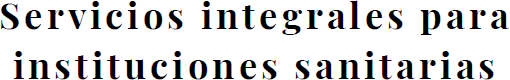 Servicios integrales para
instituciones sanitarias